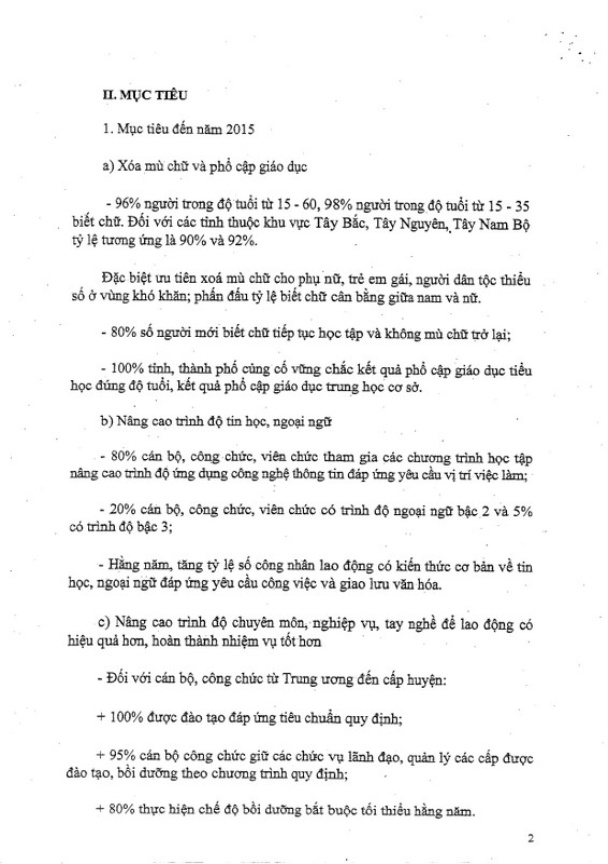 II. MỤC TIÊU
1. Mục tiêu đến năm 2015
a) Xóa mù chữ và phổ cập giáo dục
- 96% người trong độ tuổi từ 15 - 60, 98% người trong độ tuổi từ 15 - 35
biết chữ. Đối với các tỉnh thuộc khu vực Tây Bắc, Tây Nguyên, Tây Nam Bộ
tỷ lệ tương ứng là 90% và 92%.
Đặc biệt ưu tiên xoá mù chữ cho phụ nữ, trẻ em gái, người dân tộc thiểu
số ở vùng khó khăn; phấn đấu tỷ lệ biết chữ cân bằng giữa nam và nữ.
- 80% số người mới biết chữ tiếp tục học tập và không mù chữ trở lại;
- 100% tỉnh, thành phố củng cố vững chắc kết quả phổ cập giáo dục tiểu
học đúng độ tuổi, kết quả phổ cập giáo dục trung học cơ sở.
b) Nâng cao trình độ tin học, ngoại ngữ
- 80% cán bộ, công chức, viên chức tham gia các chương trình học tập
nâng cao trình độ ứng dụng công nghệ thông tin đáp ứng yêu cầu vị trí việc làm;
- 20% cán bộ, công chức, viên chức có trình độ ngoại ngữ bậc 2 và 5%
có trình độ bậc 3;
- Hằng năm, tăng tỷ lệ số công nhân lao động có kiến thức cơ bản về tin
học, ngoại ngữ đáp ứng yêu cầu công việc và giao lưu văn hóa.
c) Nâng cao trình độ chuyên môn, nghiệp vụ, tay nghề để lao động có
hiệu quả hơn, hoàn thành nhiệm vụ tốt hơn
- Đối với cán bộ, công chức từ Trung ương đến cấp huyện:
+ 100% được đào tạo đáp ứng tiêu chuẩn quy định;
+ 95% cán bộ công chức giữ các chức vụ lãnh đạo, quản lý các cấp được
đào tạo, bồi dưỡng theo chương trình quy định;
+ 80% thực hiện chế độ bồi dưỡng bắt buộc tối thiểu hằng năm.
2